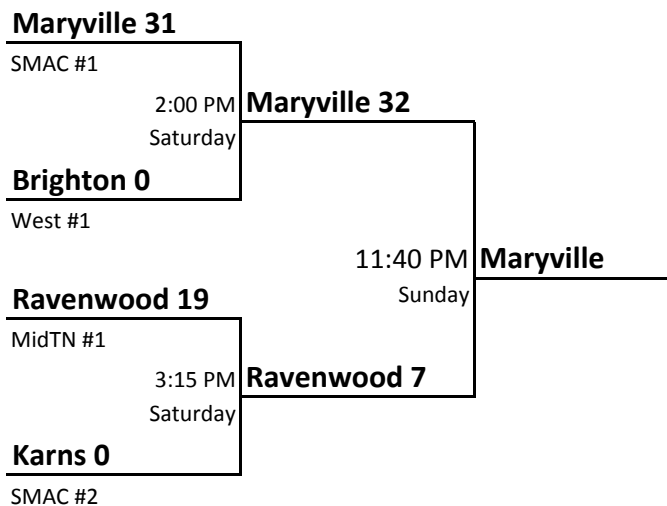 Maryville 31
SMAC #1
2:00 PM Maryville 32
Saturday
Brighton 0
West #1
11:40 PM Maryville
Sunday
Ravenwood 19
MidTN #1
3:15 PM Ravenwood 7
Saturday
Karns 0
SMAC #2